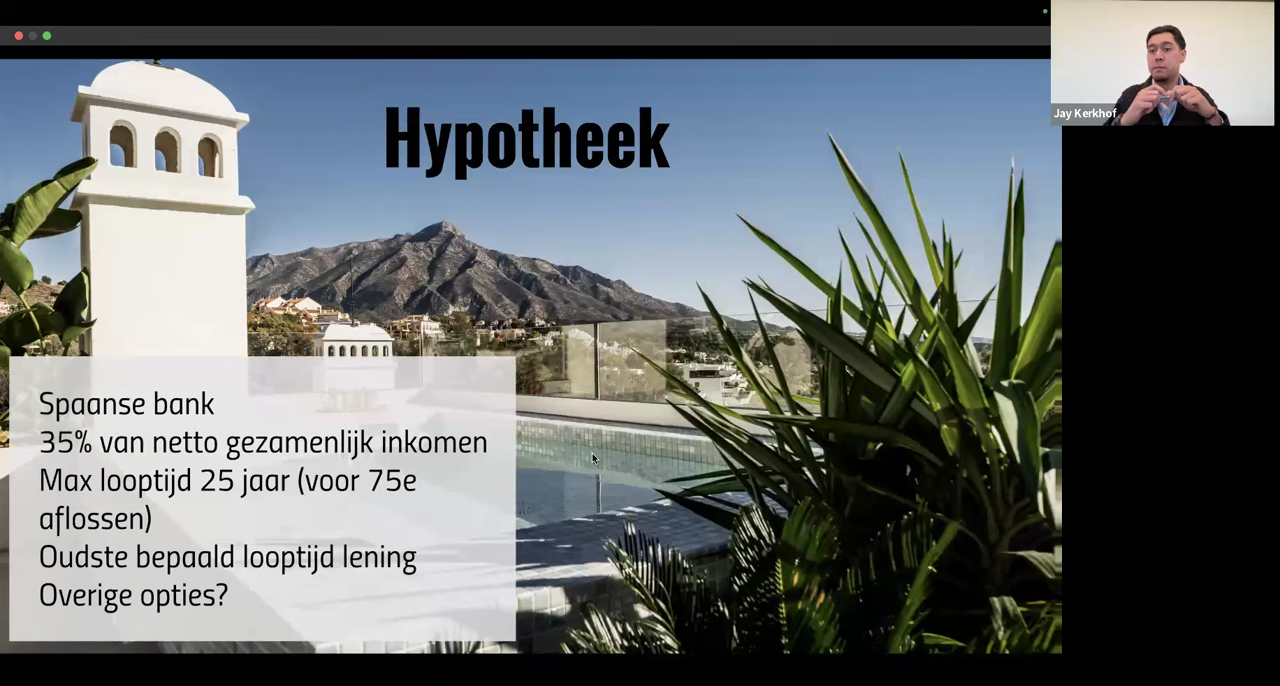 Hypotheek
Jay Kerkhof
Spaanse bank
35% van netto gezamenlijk inkomen
Max looptijd 25 jaar (voor 75e
aflossen)
Oudste bepaald looptijd lening
Overige opties?